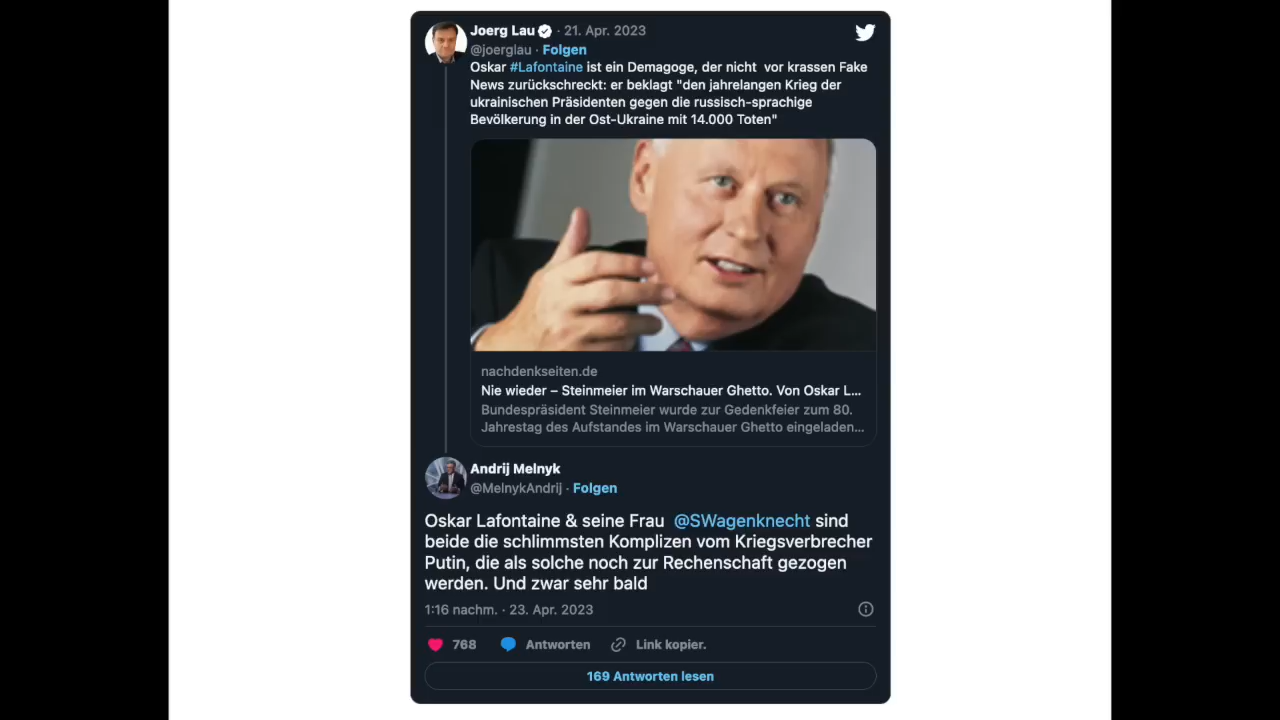 Joerg Lau · 21. Apr. 2023
@joerglau · Folgen
Oskar #Lafontaine ist ein Demagoge, der nicht  vor krassen Fake
News zurückschreckt: er beklagt "den jahrelangen Krieg der
ukrainischen Präsidenten gegen die russisch-sprachige
Bevölkerung in der Ost-Ukraine mit 14.000 Toten"
nachdenkseiten.de
Nie wieder – Steinmeier im Warschauer Ghetto. Von Oskar L...
Bundespräsident Steinmeier wurde zur Gedenkfeier zum 80.
Jahrestag des Aufstandes im Warschauer Ghetto eingeladen...
Andrij Melnyk
@MelnykAndrij · Folgen
Oskar Lafontaine & seine Frau  @SWagenknecht sind
beide die schlimmsten Komplizen vom Kriegsverbrecher
Putin, die als solche noch zur Rechenschaft gezogen
werden. Und zwar sehr bald
1:16 nachm. · 23. Apr. 2023
768 Antworten Link kopier.
169 Antworten lesen